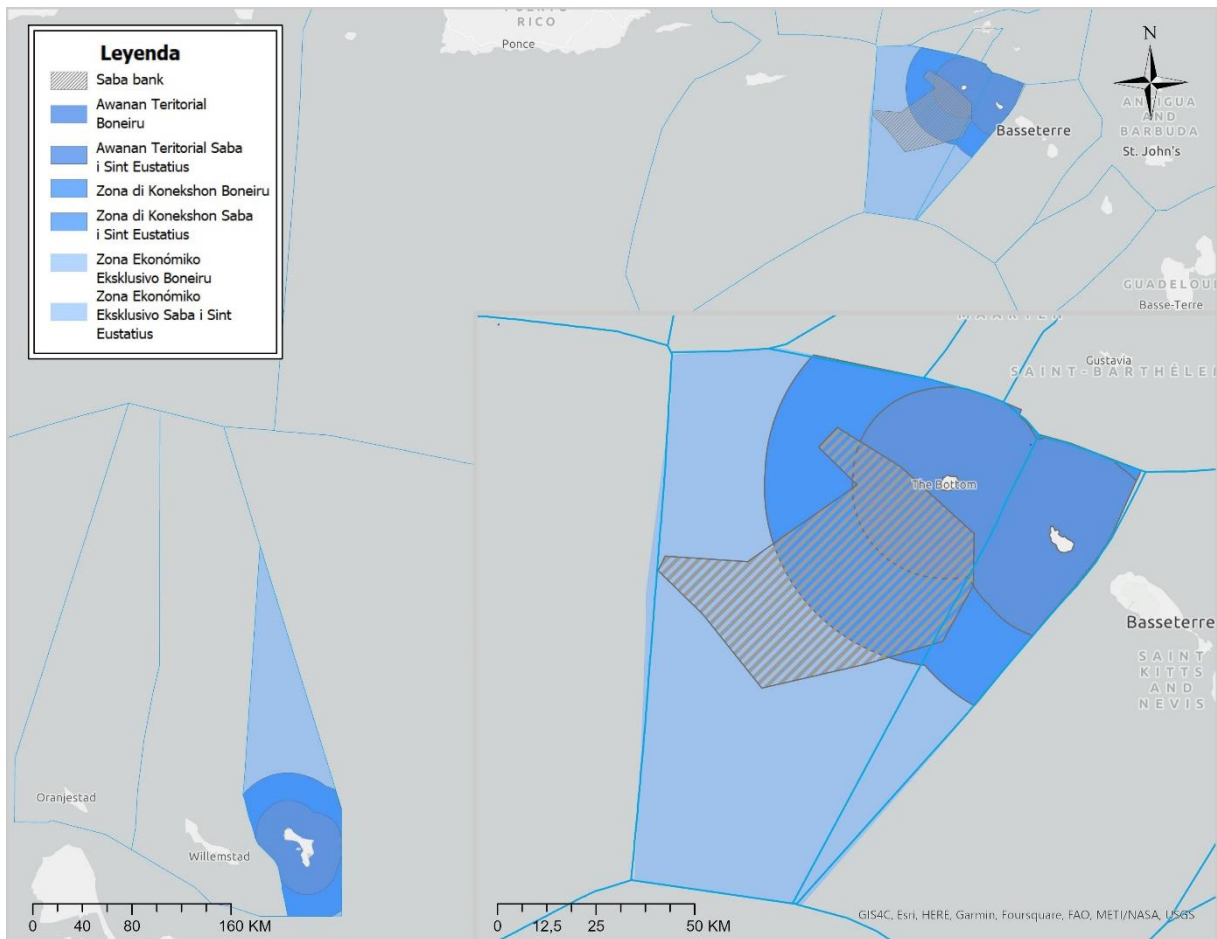 Leyenda
Saba bank
Awanan Teritorial
Boneiru
Awanan Teritorial Saba
i Sint Eustatius
Zona di Konekshon Boneiru
Zona di Konekshon Saba
i Sint Eustatius
Zona Ekonómiko
Eksklusivo Boneiru
Zona Ekonómiko
Eksklusivo Saba i Sint
Eustatius
RICO
Ponce
N
Basseterre
ANTIGUA
AND
BARBUDA
St. John's
Basse-Terre
Gustavia
The Bottom
Basseterre
SAINT
KITTS
AND
NEVIS
Oranjestad
Willemstad
0 40 80 160 KM
0 12,5 25 50 KM
GIS4C, Esri, HERE, Garmin, Foursquare, FAO, METI/NASA, USGS